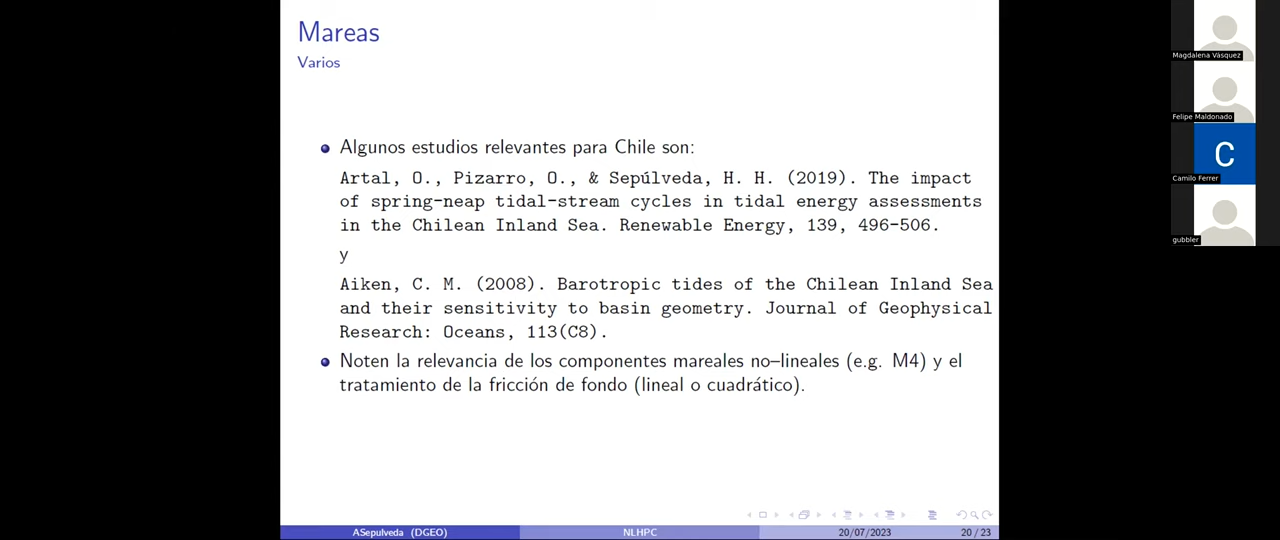 Mareas
Varios
Algunos estudios relevantes para Chile son:
Artal, O., Pizarro, O., & Sepúlveda, H. H. (2019). The impact
of spring-neap tidal-stream cycles in tidal energy assessments
in the Chilean Inland Sea. Renewable Energy, 139, 496-506.
y
Aiken, C. M. (2008). Barotropic tides of the Chilean Inland Sea
and their sensitivity to basin geometry. Journal of Geophysical
Research: Oceans, 113(C8).
Noten la relevancia de los componentes mareales no–lineales (e.g. M4) y el
tratamiento de la fricción de fondo (lineal o cuadrático).
ASepulveda (DGEO) NLHPC 20/07/2023 20 / 23
Magdalena Vásquez
Felipe Maldonado
C
Camilo Ferrer
gubbler